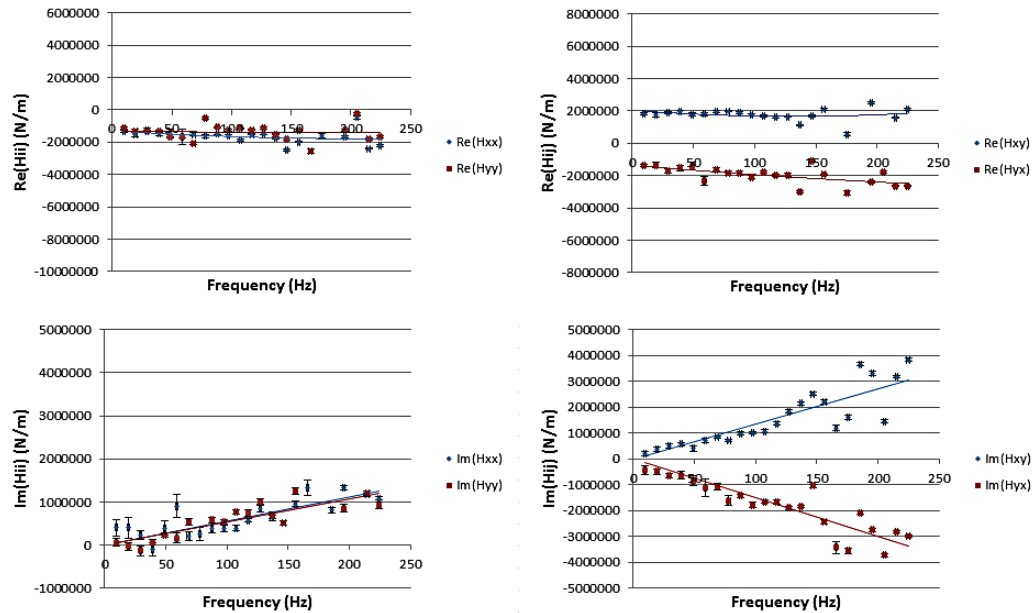 8000000
6000000
4000000
2000000
0
-2000000
-4000000
-6000000
-8000000
-10000000
0 50 100 150 200 250
Re(Hii) (N/m)
Frequency (Hz)
Re(Hxx)
Re(Hyy)
8000000
6000000
4000000
2000000
0
-2000000
-4000000
-6000000
-8000000
0 50 100 150 200 250
Re(Hij) (N/m)
Frequency (Hz)
Re(Hxy)
Re(Hyx)
5000000
4000000
3000000
2000000
1000000
0
-1000000
0 50 100 150 200 250
Im(Hii) (N/m)
Frequency (Hz)
Im(Hxx)
Im(Hyy)
5000000
4000000
3000000
2000000
1000000
0
-1000000
-2000000
-3000000
-4000000
-5000000
0 50 100 150 200 250
Im(Hij) (N/m)
Frequency (Hz)
Im(Hxy)
Im(Hyx)